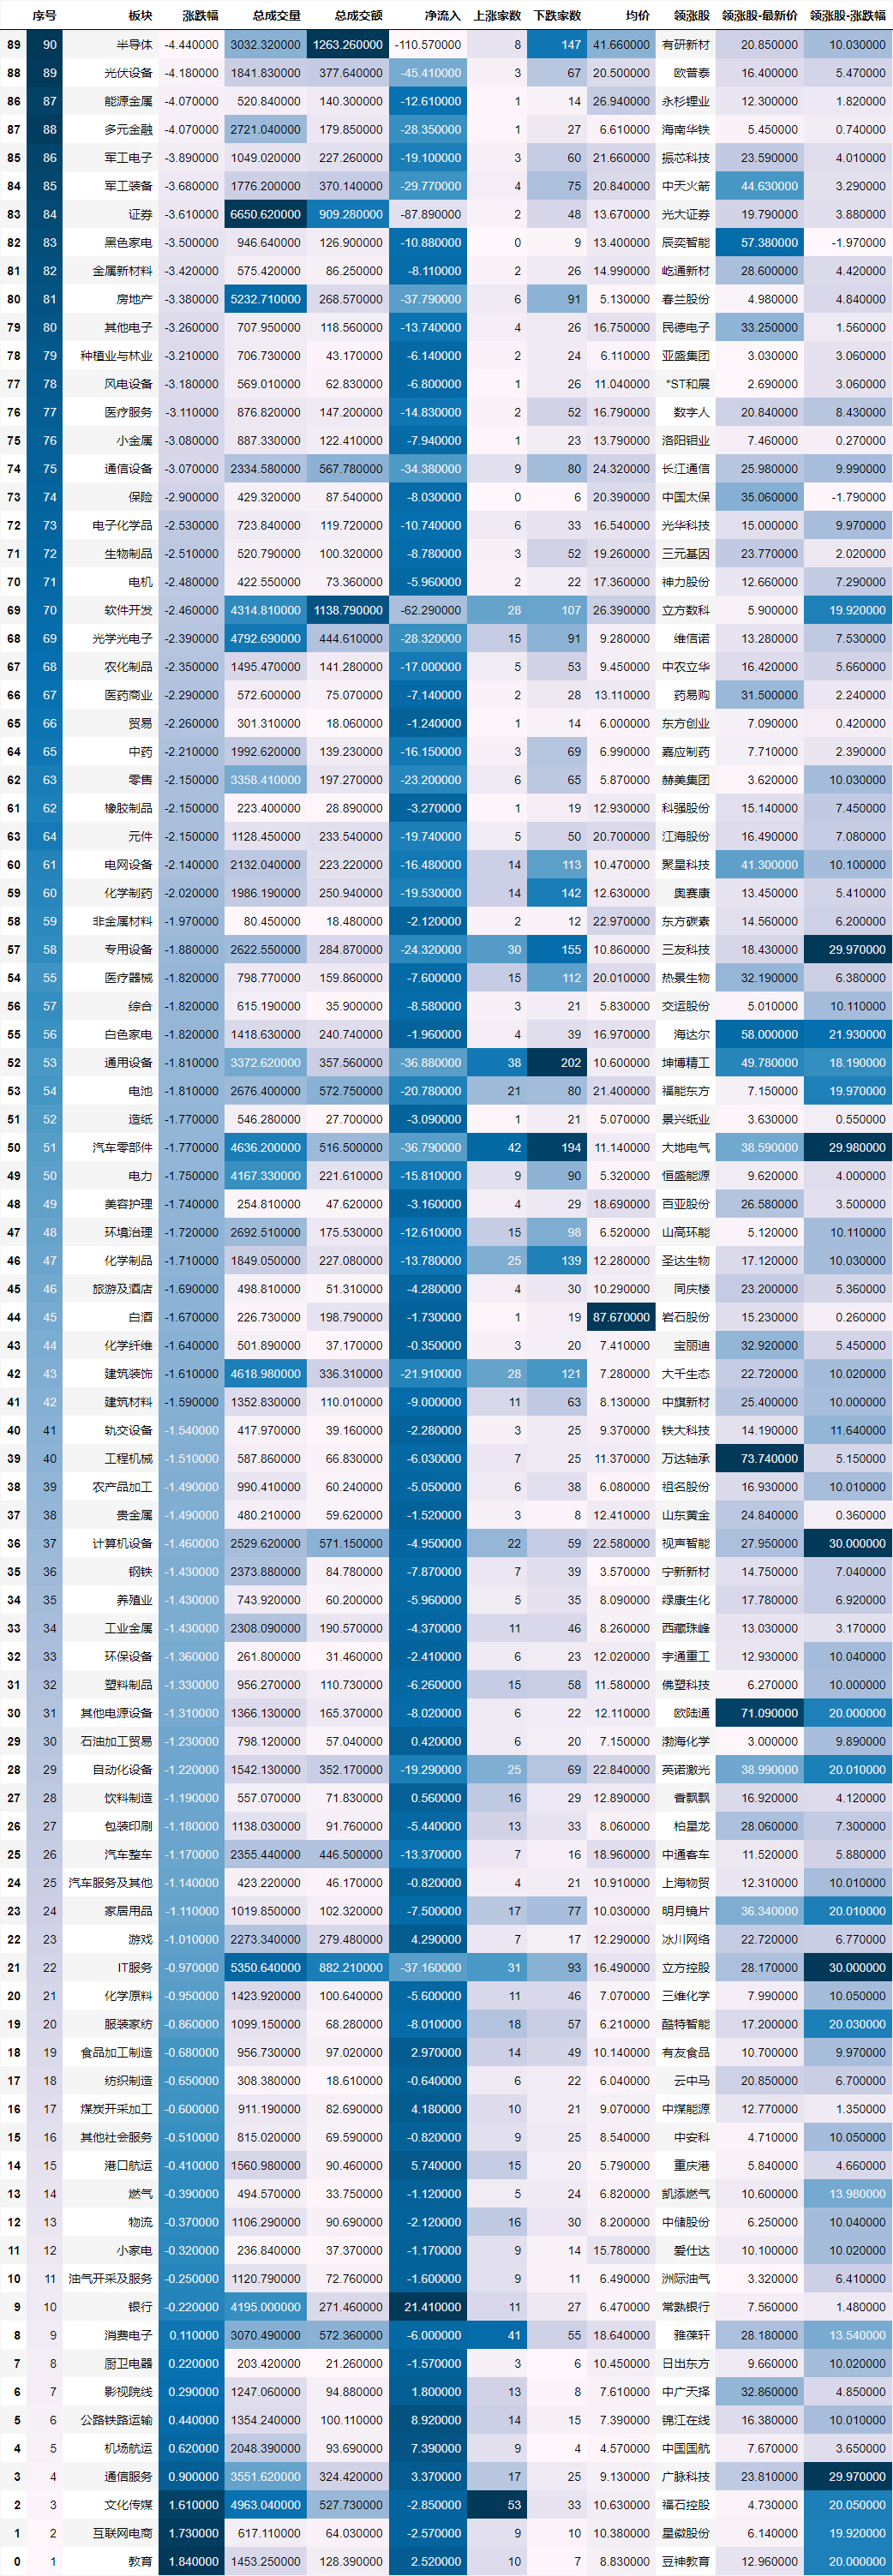 序号 板块 涨跌幅 总成交量 总成交额 净流入 上涨家数 下跌家数 均价 领涨股 领涨股-最新价 领涨股-涨跌幅
89 90 半导体 -4.440000 3032.320000 1263.260000 -110.570000 8 147 41.660000 有研新材 20.850000 10.030000
88 89 光伏设备 -4.180000 1841.830000 377.640000 -45.410000 3 67 20.500000 欧普泰 16.400000 5.470000
86 87 能源金属 -4.070000 520.840000 140.300000 -12.610000 1 14 26.940000 永杉锂业 12.300000 1.820000
87 88 多元金融 -4.070000 2721.040000 179.850000 -28.350000 1 27 6.610000 海南华铁 5.450000 0.740000
85 86 军工电子 -3.890000 1049.020000 227.260000 -19.100000 3 60 21.660000 振芯科技 23.590000 4.010000
84 85 军工装备 -3.680000 1776.200000 370.140000 -29.770000 4 75 20.840000 中天火箭 44.630000 3.290000
83 84 证券 -3.610000 6650.620000 909.280000 -87.890000 2 48 13.670000 光大证券 19.790000 3.880000
82 83 黑色家电 -3.500000 946.640000 126.900000 -10.880000 0 9 13.400000 辰奕智能 57.380000 -1.970000
81 82 金属新材料 -3.420000 575.420000 86.250000 -8.110000 2 26 14.990000 屹通新材 28.600000 4.420000
80 81 房地产 -3.380000 5232.710000 268.570000 -37.790000 6 91 5.130000 春兰股份 4.980000 4.840000
79 80 其他电子 -3.260000 707.950000 118.560000 -13.740000 4 26 16.750000 民德电子 33.250000 1.560000
78 79 种植业与林业 -3.210000 706.730000 43.170000 -6.140000 2 24 6.110000 亚盛集团 3.030000 3.060000
77 78 风电设备 -3.180000 569.010000 62.830000 -6.800000 1 26 11.040000 *ST和展 2.690000 3.060000
76 77 医疗服务 -3.110000 876.820000 147.200000 -14.830000 2 52 16.790000 数字人 20.840000 8.430000
75 76 小金属 -3.080000 887.330000 122.410000 -7.940000 1 23 13.790000 洛阳钼业 7.460000 0.270000
74 75 通信设备 -3.070000 2334.580000 567.780000 -34.380000 9 80 24.320000 长江通信 25.980000 9.990000
73 74 保险 -2.900000 429.320000 87.540000 -8.030000 0 6 20.390000 中国太保 35.060000 -1.790000
72 73 电子化学品 -2.530000 723.840000 119.720000 -10.740000 6 33 16.540000 光华科技 15.000000 9.970000
71 72 生物制品 -2.510000 520.790000 100.320000 -8.780000 3 52 19.260000 三元基因 23.770000 2.020000
70 71 电机 -2.480000 422.550000 73.360000 -5.960000 2 22 17.360000 神力股份 12.660000 7.290000
69 70 软件开发 -2.460000 4314.810000 1138.790000 -62.290000 28 107 26.390000 立方数科 5.900000 19.920000
68 69 光学光电子 -2.390000 4792.690000 444.610000 -28.320000 15 91 9.280000 维信诺 13.280000 7.530000
67 68 农化制品 -2.350000 1495.470000 141.280000 -17.000000 5 53 9.450000 中农立华 16.420000 5.660000
66 67 医药商业 -2.290000 572.600000 75.070000 -7.140000 2 28 13.110000 药易购 31.500000 2.240000
65 66 贸易 -2.260000 301.310000 18.060000 -1.240000 1 14 6.000000 东方创业 7.090000 0.420000
64 65 中药 -2.210000 1992.620000 139.230000 -16.150000 3 69 6.990000 嘉应制药 7.710000 2.390000
62 63 零售 -2.150000 3358.410000 197.270000 -23.200000 6 65 5.870000 赫美集团 3.620000 10.030000
61 62 橡胶制品 -2.150000 223.400000 28.890000 -3.270000 1 19 12.930000 科强股份 15.140000 7.450000
63 64 元件 -2.150000 1128.450000 233.540000 -19.740000 5 50 20.700000 江海股份 16.490000 7.080000
60 61 电网设备 -2.140000 2132.040000 223.220000 -16.480000 14 113 10.470000 聚星科技 41.300000 10.100000
59 60 化学制药 -2.020000 1986.190000 250.940000 -19.530000 14 142 12.630000 奥赛康 13.450000 5.410000
58 59 非金属材料 -1.970000 80.450000 18.480000 -2.120000 2 12 22.970000 东方碳素 14.560000 6.200000
57 58 专用设备 -1.880000 2622.550000 284.870000 -24.320000 30 155 10.860000 三友科技 18.430000 29.970000
54 55 医疗器械 -1.820000 798.770000 159.860000 -7.600000 15 112 20.010000 热景生物 32.190000 6.380000
56 57 综合 -1.820000 615.190000 35.900000 -8.580000 3 21 5.830000 交运股份 5.010000 10.110000
55 56 白色家电 -1.820000 1418.630000 240.740000 -1.960000 4 39 16.970000 海达尔 58.000000 21.930000
52 53 通用设备 -1.810000 3372.620000 357.560000 -36.880000 38 202 10.600000 坤博精工 49.780000 18.190000
53 54 电池 -1.810000 2676.400000 572.750000 -20.780000 21 80 21.400000 福能东方 7.150000 19.970000
51 52 造纸 -1.770000 546.280000 27.700000 -3.090000 1 21 5.070000 景兴纸业 3.630000 0.550000
50 51 汽车零部件 -1.770000 4636.200000 516.500000 -36.790000 42 194 11.140000 大地电气 38.590000 29.980000
49 50 电力 -1.750000 4167.330000 221.610000 -15.810000 9 90 5.320000 恒盛能源 9.620000 4.000000
48 49 美容护理 -1.740000 254.810000 47.620000 -3.160000 4 29 18.690000 百亚股份 26.580000 3.500000
47 48 环境治理 -1.720000 2692.510000 175.530000 -12.610000 15 98 6.520000 山高环能 5.120000 10.110000
46 47 化学制品 -1.710000 1849.050000 227.080000 -13.780000 25 139 12.280000 圣达生物 17.120000 10.030000
45 46 旅游及酒店 -1.690000 498.810000 51.310000 -4.280000 4 30 10.290000 同庆楼 23.200000 5.360000
44 45 白酒 -1.670000 226.730000 198.790000 -1.730000 1 19 87.670000 岩石股份 15.230000 0.260000
43 44 化学纤维 -1.640000 501.890000 37.170000 -0.350000 3 20 7.410000 宝丽迪 32.920000 5.450000
42 43 建筑装饰 -1.610000 4618.980000 336.310000 -21.910000 28 121 7.280000 大千生态 22.720000 10.020000
41 42 建筑材料 -1.590000 1352.830000 110.010000 -9.000000 11 63 8.130000 中旗新材 25.400000 10.000000
40 41 轨交设备 -1.540000 417.970000 39.160000 -2.280000 3 25 9.370000 铁大科技 14.190000 11.640000
39 40 工程机械 -1.510000 587.860000 66.830000 -6.030000 7 25 11.370000 万达轴承 73.740000 5.150000
38 39 农产品加工 -1.490000 990.410000 60.240000 -5.050000 6 38 6.080000 祖名股份 16.930000 10.010000
37 38 贵金属 -1.490000 480.210000 59.620000 -1.520000 3 8 12.410000 山东黄金 24.840000 0.360000
36 37 计算机设备 -1.460000 2529.620000 571.150000 -4.950000 22 59 22.580000 视声智能 27.950000 30.000000
35 36 钢铁 -1.430000 2373.880000 84.780000 -7.870000 7 39 3.570000 宁新新材 14.750000 7.040000
34 35 养殖业 -1.430000 743.920000 60.200000 -5.960000 5 35 8.090000 绿康生化 17.780000 6.920000
33 34 工业金属 -1.430000 2308.090000 190.570000 -4.370000 11 46 8.260000 西藏珠峰 13.030000 3.170000
32 33 环保设备 -1.360000 261.800000 31.460000 -2.410000 6 23 12.020000 宇通重工 12.930000 10.040000
31 32 塑料制品 -1.330000 956.270000 110.730000 -6.260000 15 58 11.580000 佛塑科技 6.270000 10.000000
30 31 其他电源设备 -1.310000 1366.130000 165.370000 -8.020000 6 22 12.110000 欧陆通 71.090000 20.000000
29 30 石油加工贸易 -1.230000 798.120000 57.040000 0.420000 6 20 7.150000 渤海化学 3.000000 9.890000
28 29 自动化设备 -1.220000 1542.130000 352.170000 -19.290000 25 69 22.840000 英诺激光 38.990000 20.010000
27 28 饮料制造 -1.190000 557.070000 71.830000 0.560000 16 29 12.890000 香飘飘 16.920000 4.120000
26 27 包装印刷 -1.180000 1138.030000 91.760000 -5.440000 13 33 8.060000 柏星龙 28.060000 7.300000
25 26 汽车整车 -1.170000 2355.440000 446.500000 -13.370000 7 16 18.960000 中通客车 11.520000 5.880000
24 25 汽车服务及其他 -1.140000 423.220000 46.170000 -0.820000 4 21 10.910000 上海物贸 12.310000 10.010000
23 24 家居用品 -1.110000 1019.850000 102.320000 -7.500000 17 77 10.030000 明月镜片 36.340000 20.010000
22 23 游戏 -1.010000 2273.340000 279.480000 4.290000 7 17 12.290000 冰川网络 22.720000 6.770000
21 22 IT服务 -0.970000 5350.640000 882.210000 -37.160000 31 93 16.490000 立方控股 28.170000 30.000000
20 21 化学原料 -0.950000 1423.920000 100.640000 -5.600000 11 46 7.070000 三维化学 7.990000 10.050000
19 20 服装家纺 -0.860000 1099.150000 68.280000 -8.010000 18 57 6.210000 酷特智能 17.200000 20.030000
18 19 食品加工制造 -0.680000 956.730000 97.020000 2.970000 14 49 10.140000 有友食品 10.700000 9.970000
17 18 纺织制造 -0.650000 308.380000 18.610000 -0.640000 6 22 6.040000 云中马 20.850000 6.700000
16 17 煤炭开采加工 -0.600000 911.190000 82.690000 4.180000 10 21 9.070000 中煤能源 12.770000 1.350000
15 16 其他社会服务 -0.510000 815.020000 69.590000 -0.820000 9 25 8.540000 中安科 4.710000 10.050000
14 15 港口航运 -0.410000 1560.980000 90.460000 5.740000 15 20 5.790000 重庆港 5.840000 4.660000
13 14 燃气 -0.390000 494.570000 33.750000 -1.120000 5 24 6.820000 凯添燃气 10.600000 13.980000
12 13 物流 -0.370000 1106.290000 90.690000 -2.120000 16 30 8.200000 中储股份 6.250000 10.040000
11 12 小家电 -0.320000 236.840000 37.370000 -1.170000 9 14 15.780000 爱仕达 10.100000 10.020000
10 11 油气开采及服务 -0.250000 1120.790000 72.760000 -1.600000 9 11 6.490000 洲际油气 3.320000 6.410000
9 10 银行 -0.220000 4195.000000 271.460000 21.410000 11 27 6.470000 常熟银行 7.560000 1.480000
8 9 消费电子 0.110000 3070.490000 572.360000 -6.000000 41 55 18.640000 雅葆轩 28.180000 13.540000
7 8 厨卫电器 0.220000 203.420000 21.260000 -1.570000 3 6 10.450000 日出东方 9.660000 10.020000
6 7 影视院线 0.290000 1247.060000 94.880000 1.800000 13 8 7.610000 中广天择 32.860000 4.850000
5 6 公路铁路运输 0.440000 1354.240000 100.110000 8.920000 14 15 7.390000 锦江在线 16.380000 10.010000
4 5 机场航运 0.620000 2048.390000 93.690000 7.390000 9 4 4.570000 中国国航 7.670000 3.650000
3 4 通信服务 0.900000 3551.620000 324.420000 3.370000 17 25 9.130000 广脉科技 23.810000 29.970000
2 3 文化传媒 1.610000 4963.040000 527.730000 -2.850000 53 33 10.630000 福石控股 4.730000 20.050000
1 2 互联网电商 1.730000 617.110000 64.030000 -2.570000 9 10 10.380000 星徽股份 6.140000 19.920000
0 1 教育 1.840000 1453.250000 128.390000 2.520000 10 7 8.830000 豆神教育 12.960000 20.000000